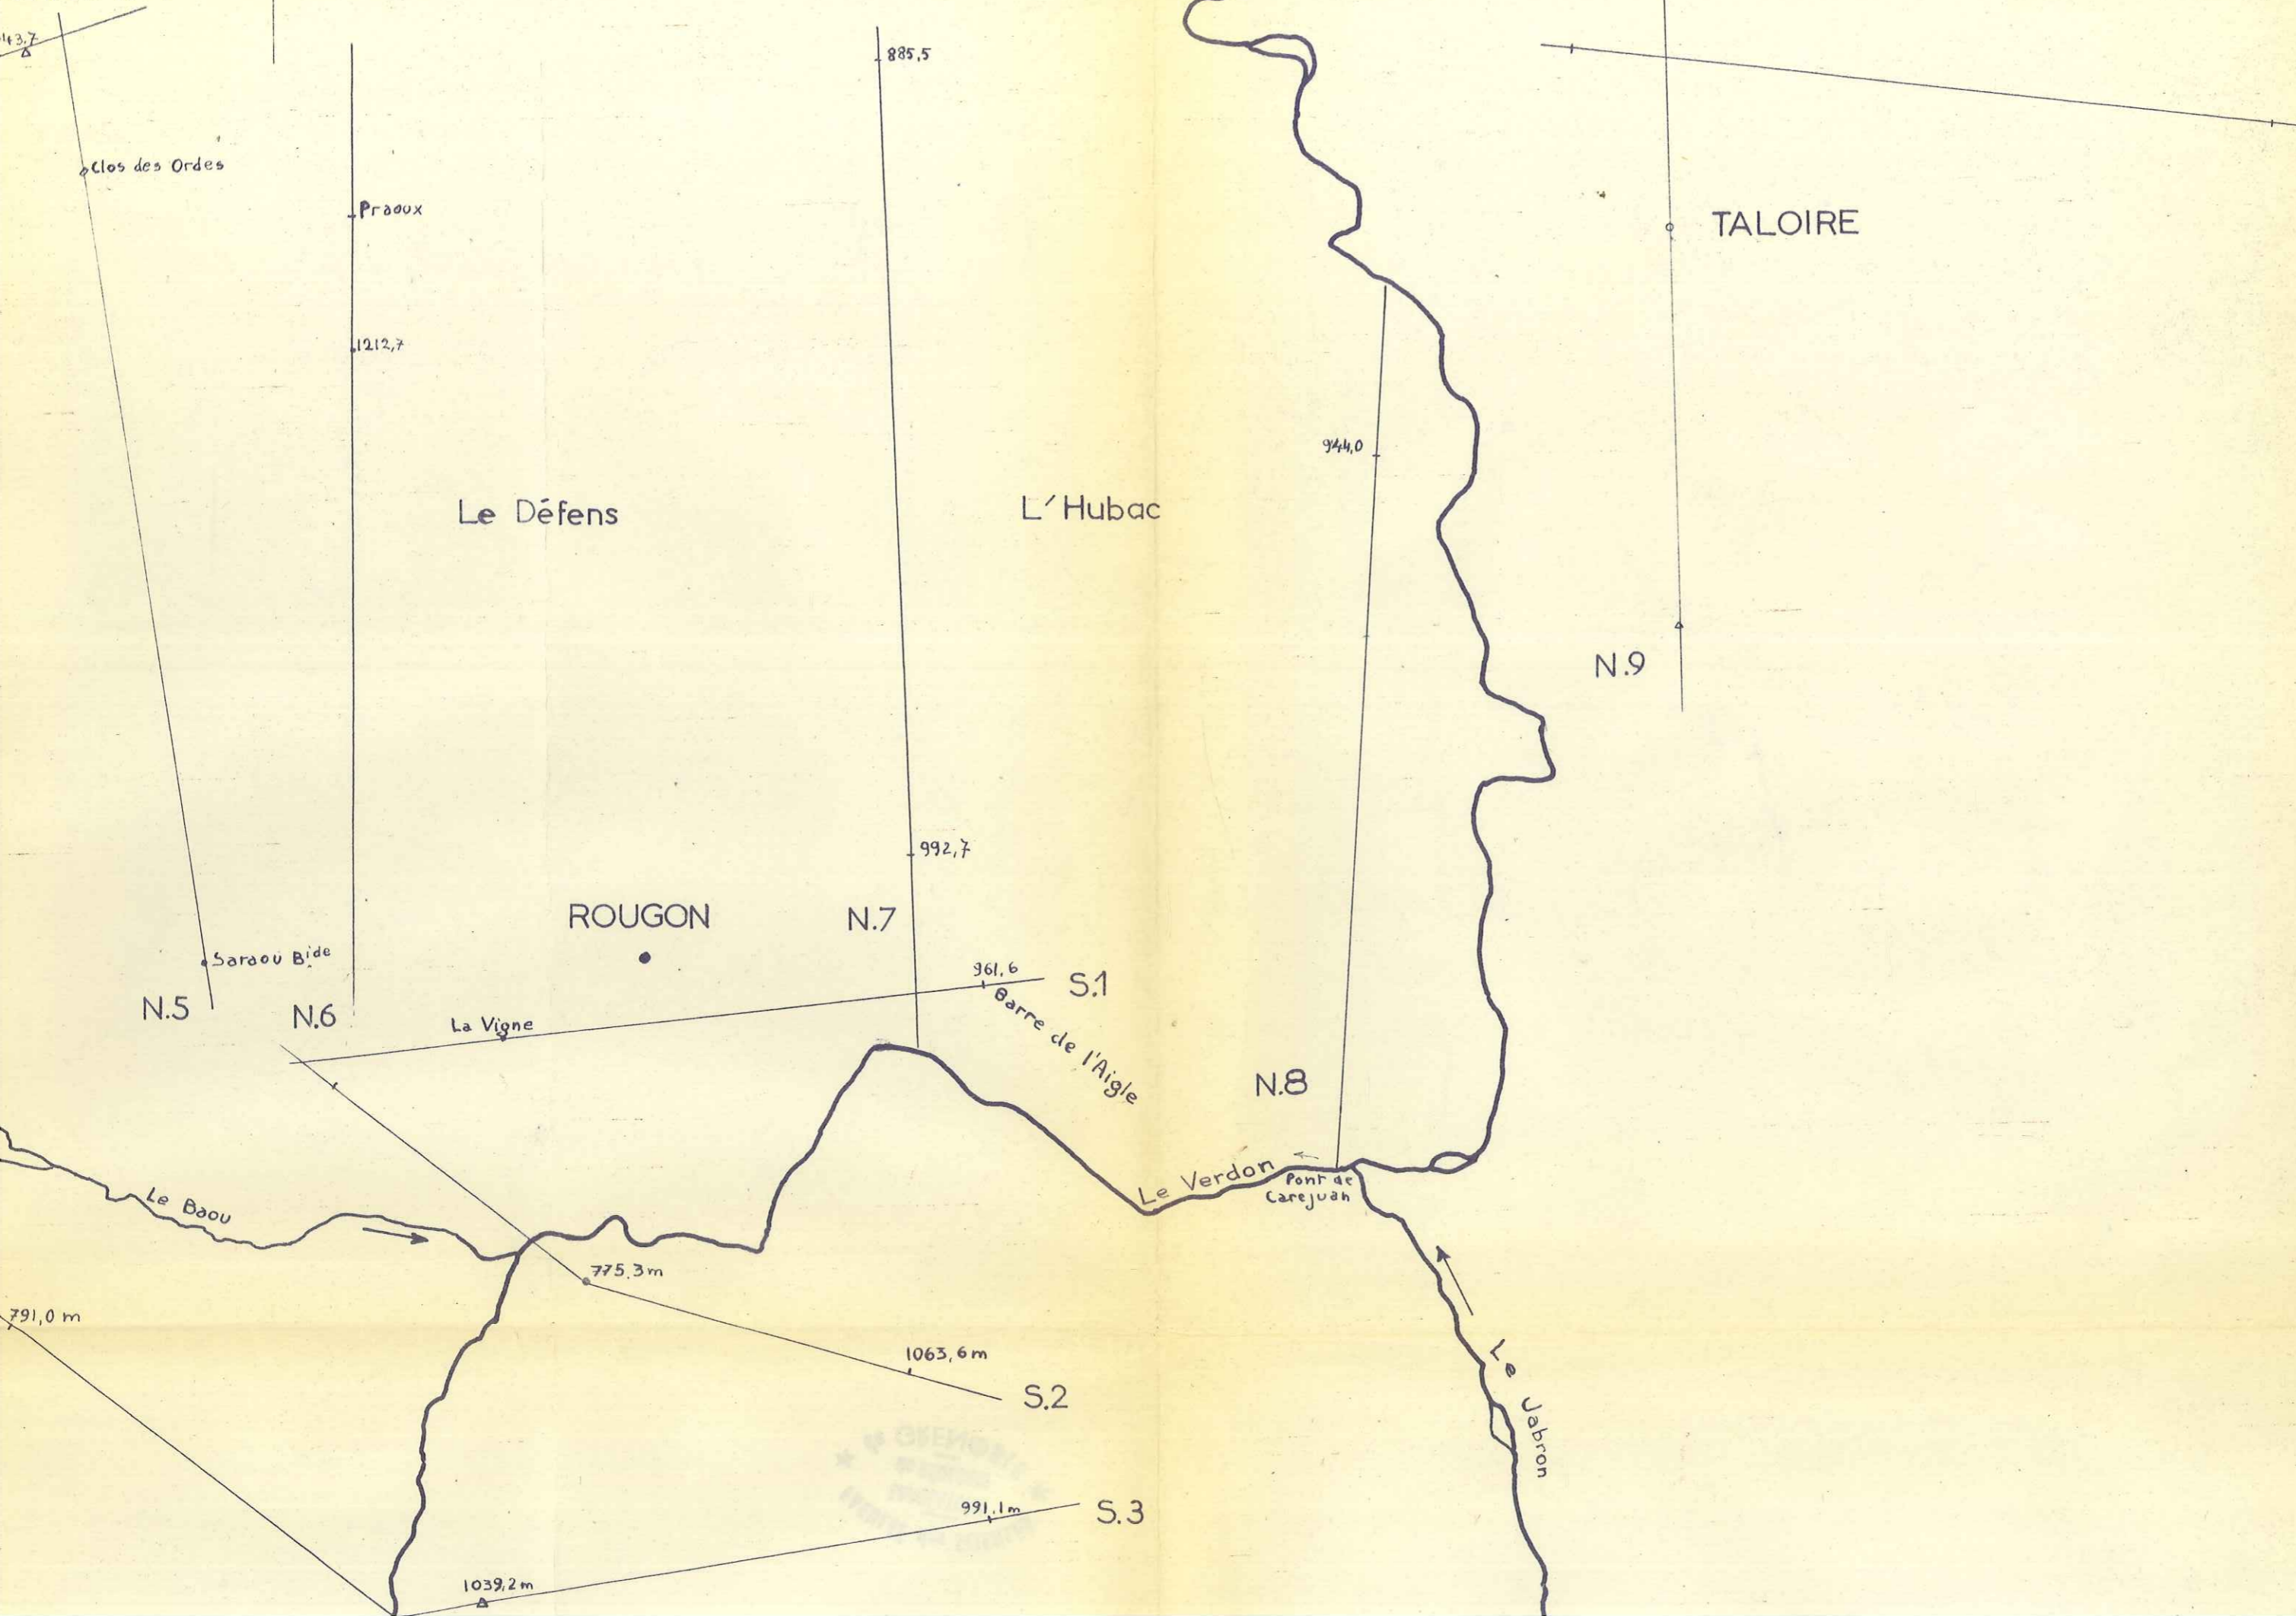 43.7
885,5
Clos des Ordes
Praoux
TALOIRE
1212,7
944,0
Le Défens
L'Hubac
N.9
992,7
ROUGON
N.7
Saraou Bide
961,6
S.1
N.5
N.6
La Vigne
Barre de l'Aigle
N.8
Le Verdon
Pont de
Carejuan
Le Baou
775.3m
791,0 m
1063,6m
Le Jabron
S.2
991.1m
S.3
1039,2m
GRENOBLE